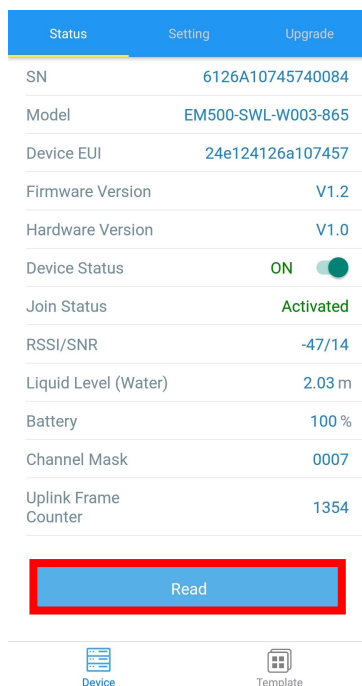 Status Setting Upgrade
SN 6126A10745740084
Model EM500-SWL-W003-865
Device EUI 24e124126a107457
Firmware Version V1.2
Hardware Version V1.0
Device Status ON
Join Status Activated
RSSI/SNR -47/14
Liquid Level (Water) 2.03 m
Battery 100 %
Channel Mask 0007
Uplink Frame
Counter 1354
Read
Device Template